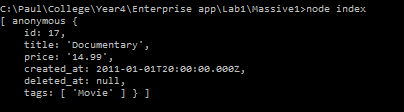 C:\Paul\College\Year4\Enterprise app\Lab1\Massive1>node index
[ anonymous {
id: 17,
title: 'Documentary',
price: '14.99',
created_at: 2011-01-01T20:00:00.000Z,
deleted_at: null,
tags: [ 'Movie' ] } ]